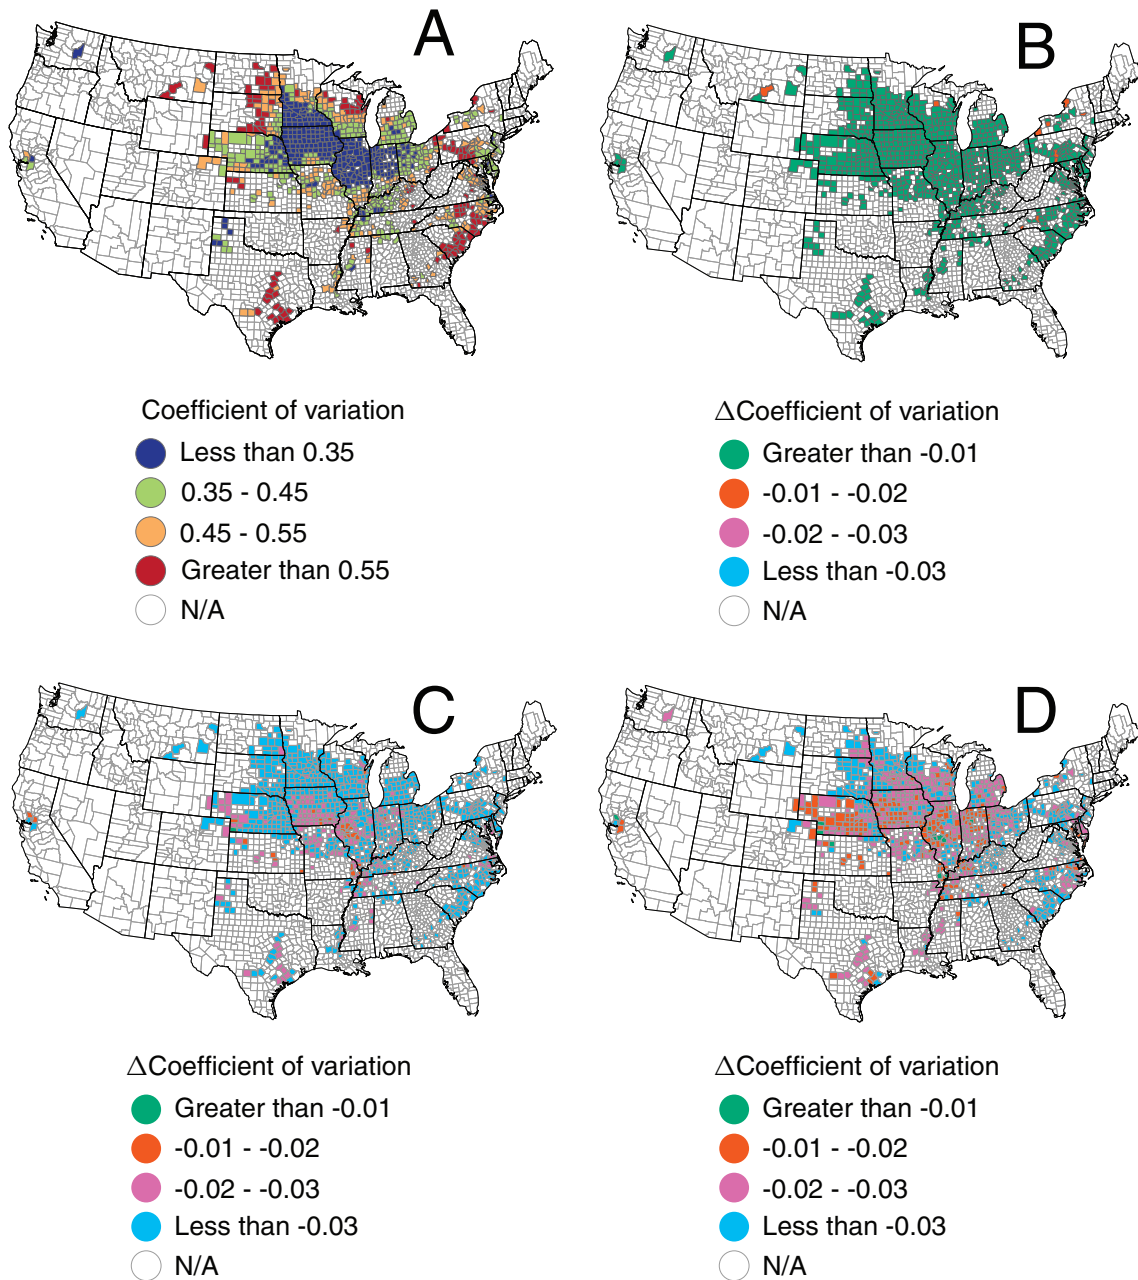 A
B
Coefficient of variation
Less than 0.35
0.35 - 0.45
0.45 - 0.55
Greater than 0.55
N/A
ΔCoefficient of variation
Greater than -0.01
-0.01 - -0.02
-0.02 - -0.03
Less than -0.03
N/A
C
D
ΔCoefficient of variation
Greater than -0.01
-0.01 - -0.02
-0.02 - -0.03
Less than -0.03
N/A
ΔCoefficient of variation
Greater than -0.01
-0.01 - -0.02
-0.02 - -0.03
Less than -0.03
N/A